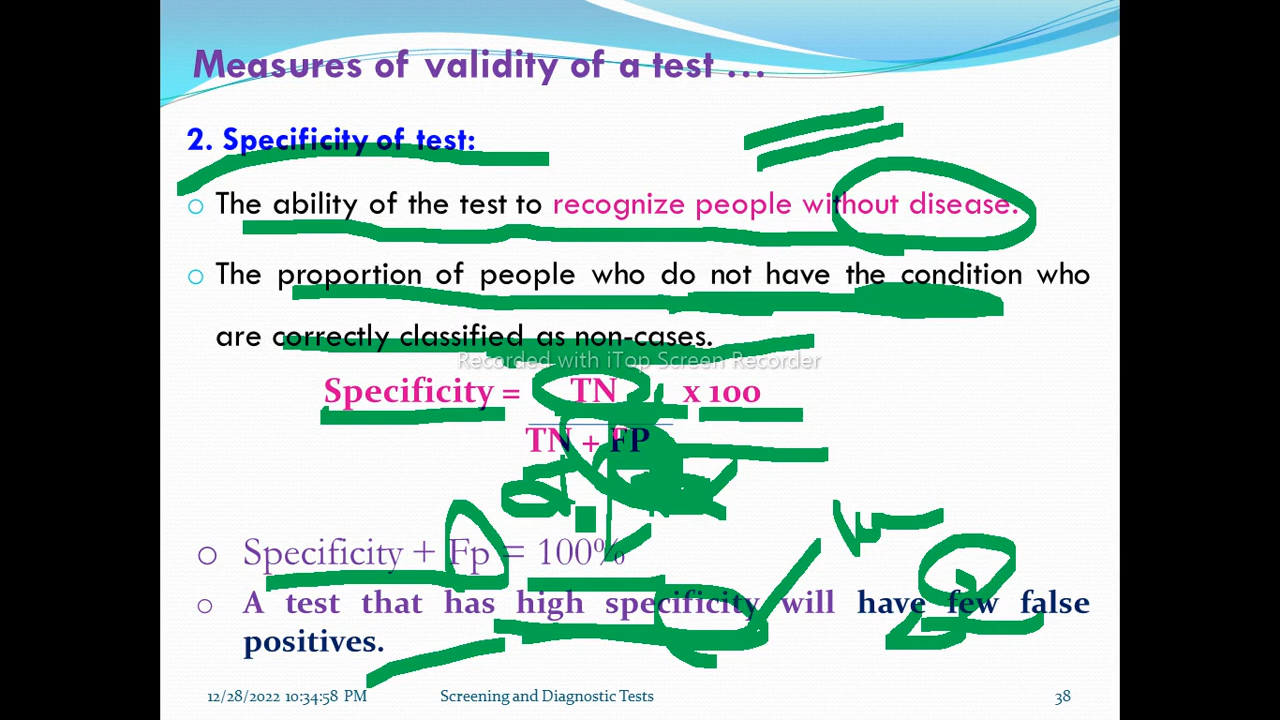 Measures of validity of a test ...
2. Specificity of test:
o The ability of the test to recognize people without disease.
o The proportion of people who do not have the condition who
are correctly classified as non-cases.
Recorded with iTop Screen Recorder
Specificity = TN x 100
TN + FP
o Specificity + Fp = 100%
o A test that has high specificity will have few false
positives.
12/28/2022 10:34:58 PM Screening and Diagnostic Tests 38